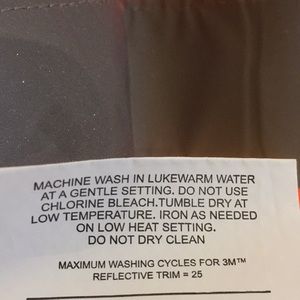 MACHINE WASH IN LUKEWARM WATER
AT A GENTLE SETTING. DO NOT USE
CHLORINE BLEACH.TUMBLE DRY AT
LOW TEMPERATURE. IRON AS NEEDED
ON LOW HEAT SETTING.
DO NOT DRY CLEAN
MAXIMUM WASHING CYCLES FOR 3M™
REFLECTIVE TRIM = 25